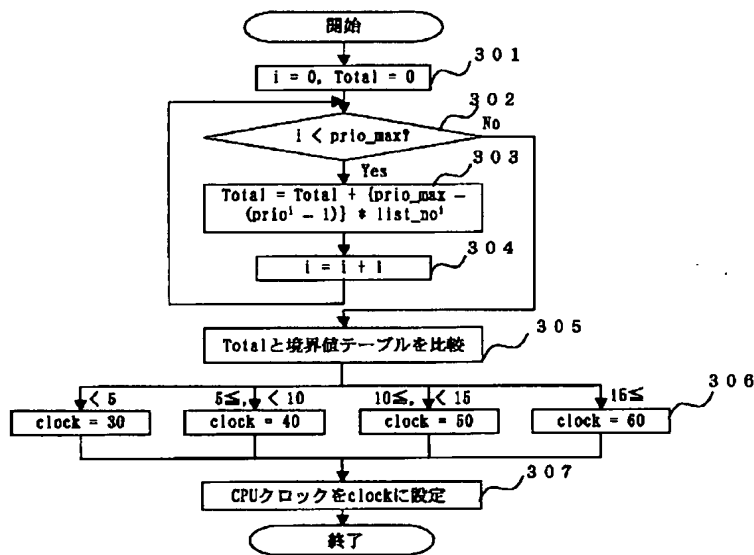 開始
301
i = 0, Total = 0
302
i < prio_max?
No
Yes
303
Total = Total + {prio_max −
(prioⁱ − 1)} * list_noⁱ
304
i = i + 1
305
Totalと境界値テーブルを比較
306
< 5
5≤, < 10
10≤, < 15
15≤
clock = 30
clock = 40
clock = 50
clock = 60
307
CPUクロックをclockに設定
終了